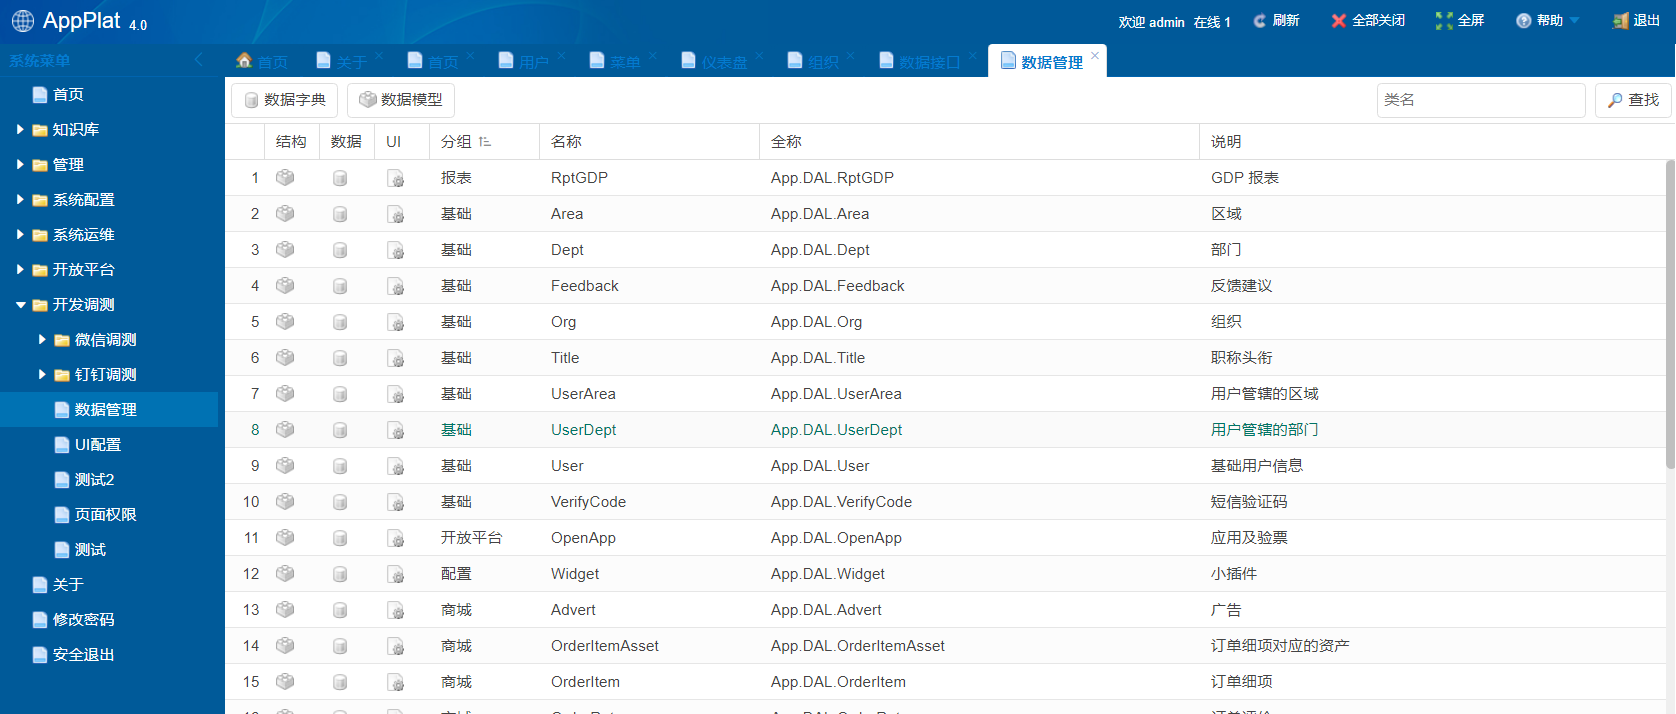 AppPlat 4.0
欢迎 admin 在线 1 刷新 全部关闭 全屏 帮助 退出
系统菜单
首页 关于 首页 用户 菜单 仪表盘 组织 数据接口 数据管理
首页
知识库
管理
系统配置
系统运维
开放平台
开发调测
微信调测
钉钉调测
数据管理
UI配置
测试2
页面权限
测试
关于
修改密码
安全退出
数据字典 数据模型 类名 查找
结构 数据 UI 分组 名称 全称 说明
1 报表 RptGDP App.DAL.RptGDP GDP 报表
2 基础 Area App.DAL.Area 区域
3 基础 Dept App.DAL.Dept 部门
4 基础 Feedback App.DAL.Feedback 反馈建议
5 基础 Org App.DAL.Org 组织
6 基础 Title App.DAL.Title 职称头衔
7 基础 UserArea App.DAL.UserArea 用户管辖的区域
8 基础 UserDept App.DAL.UserDept 用户管辖的部门
9 基础 User App.DAL.User 基础用户信息
10 基础 VerifyCode App.DAL.VerifyCode 短信验证码
11 开放平台 OpenApp App.DAL.OpenApp 应用及验票
12 配置 Widget App.DAL.Widget 小插件
13 商城 Advert App.DAL.Advert 广告
14 商城 OrderItemAsset App.DAL.OrderItemAsset 订单细项对应的资产
15 商城 OrderItem App.DAL.OrderItem 订单细项